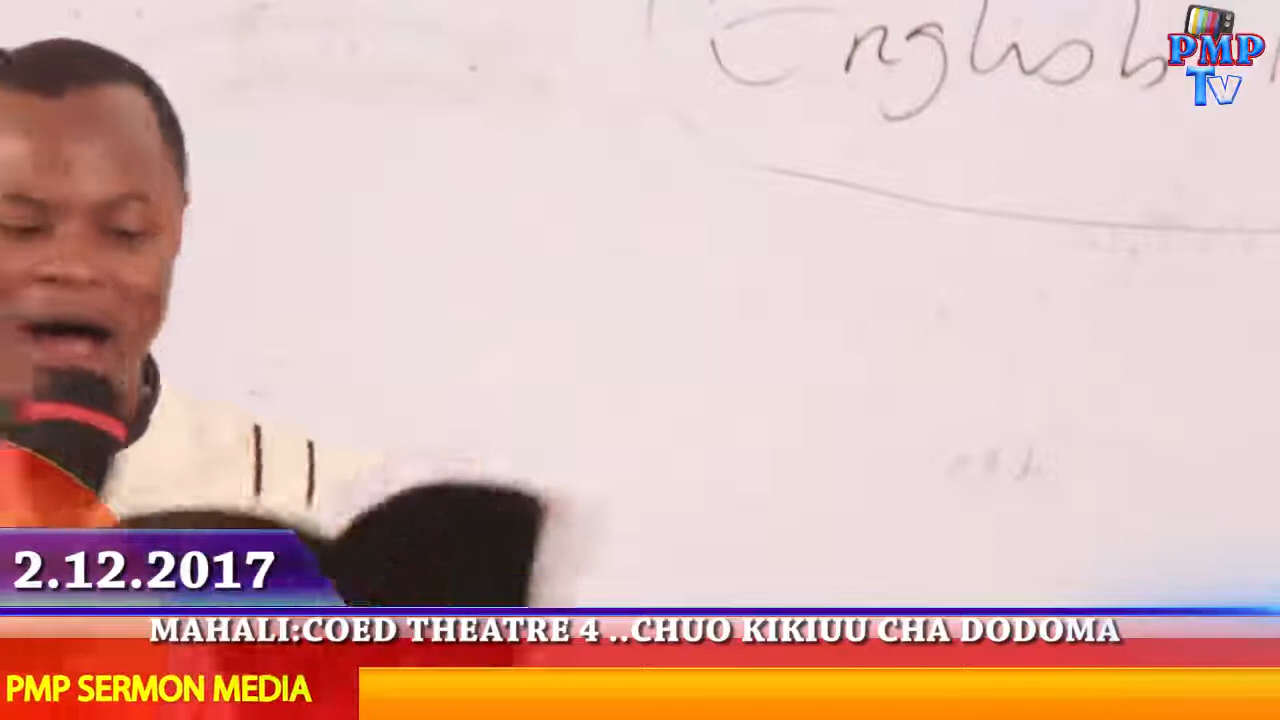 English
PMP
TV
2.12.2017
MAHALI:COED THEATRE 4 ..CHUO KIKIUU CHA DODOMA
PMP SERMON MEDIA